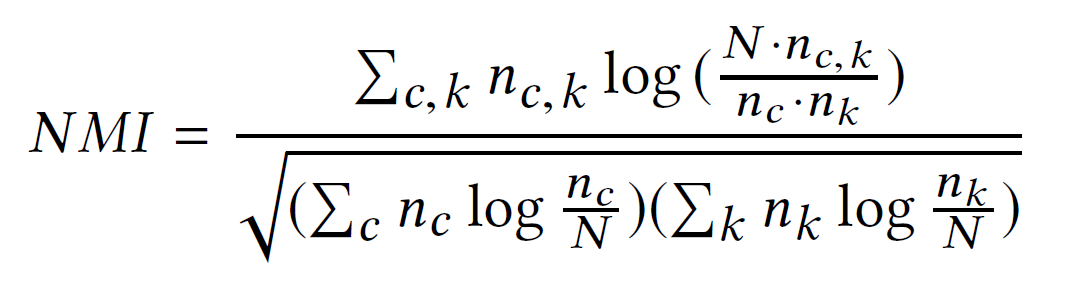 NMI = \frac{\sum_{c,k} n_{c,k} \log (\frac{N \cdot n_{c,k}}{n_c \cdot n_k})}{\sqrt{(\sum_c n_c \log \frac{n_c}{N})(\sum_k n_k \log \frac{n_k}{N})}}